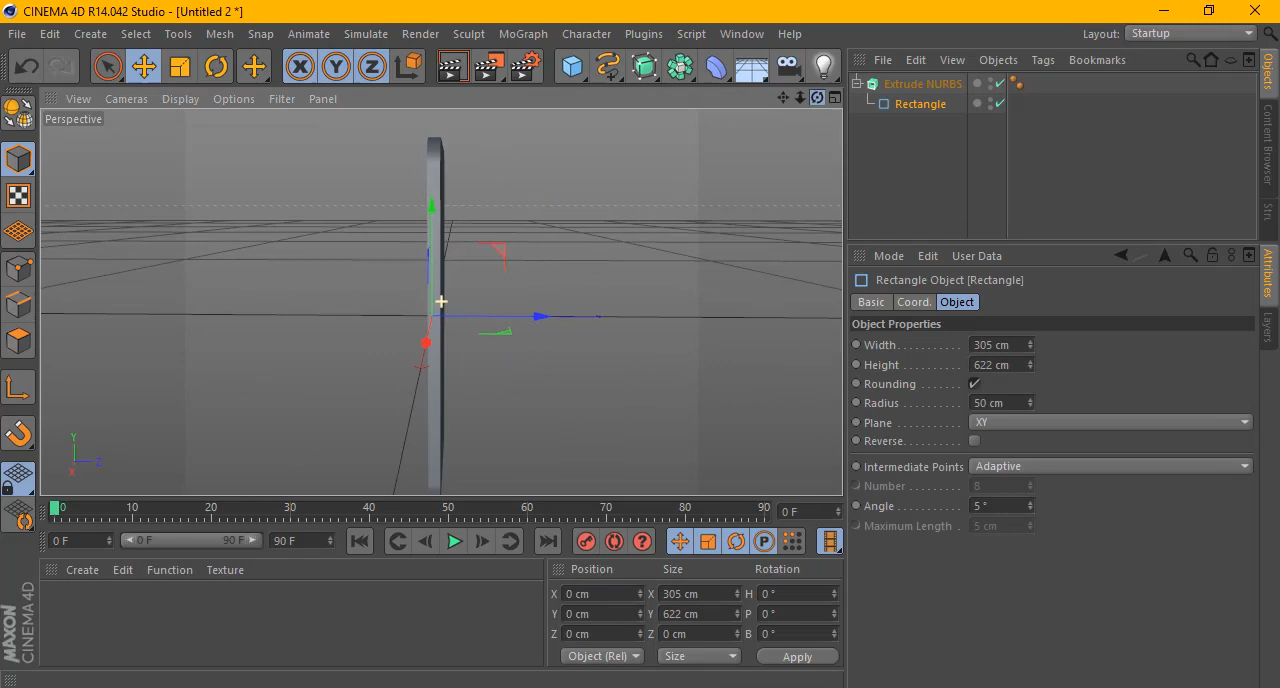 CINEMA 4D R14.042 Studio - [Untitled 2 *]
File Edit Create Select Tools Mesh Snap Animate Simulate Render Sculpt MoGraph Character Plugins Script Window Help Layout: Startup
X Y Z
View Cameras Display Options Filter Panel
Perspective
Y
Z
X
File Edit View Objects Tags Bookmarks
Extrude NURBS
Rectangle
Objects
Content Browser
Attributes
Layers
Mode Edit User Data
Rectangle Object [Rectangle]
Basic Coord. Object
Object Properties
Width . . . . . . . . . . 305 cm
Height . . . . . . . . . 622 cm
Rounding . . . . . . .
Radius . . . . . . . . . 50 cm
Plane . . . . . . . . . . XY
Reverse. . . . . . . . .
Intermediate Points Adaptive
Number . . . . . . . . 8
Angle . . . . . . . . . . 5 °
Maximum Length . 5 cm
0 10 20 30 40 50 60 70 80 90 0 F
0 F 0 F 90 F 90 F
P
Create Edit Function Texture
Position Size Rotation
X 0 cm X 305 cm H 0 °
Y 0 cm Y 622 cm P 0 °
Z 0 cm Z 0 cm B 0 °
Object (Rel) Size Apply
MAXON
CINEMA 4D